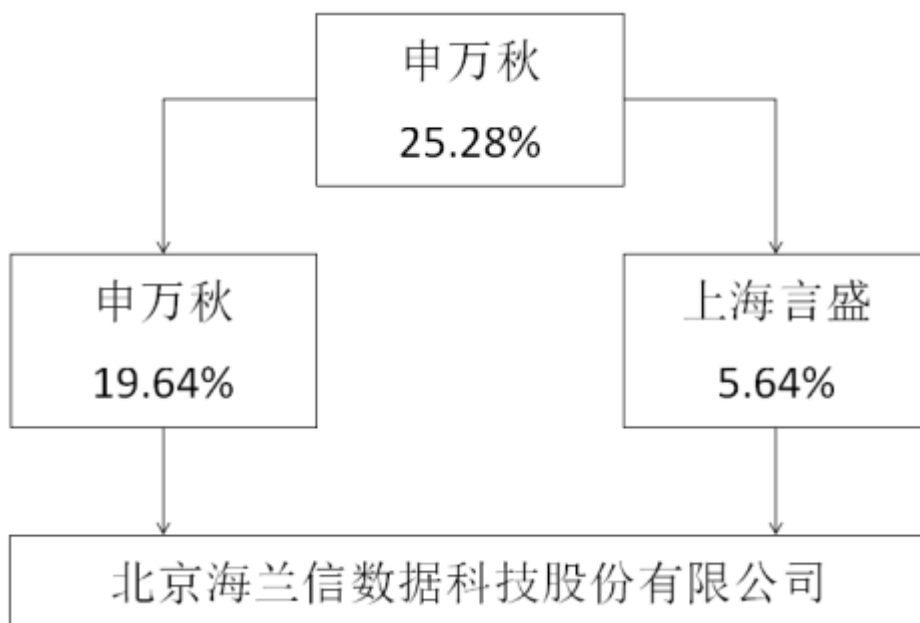 申万秋
25.28%
申万秋
19.64%
上海言盛
5.64%
北京海兰信数据科技股份有限公司